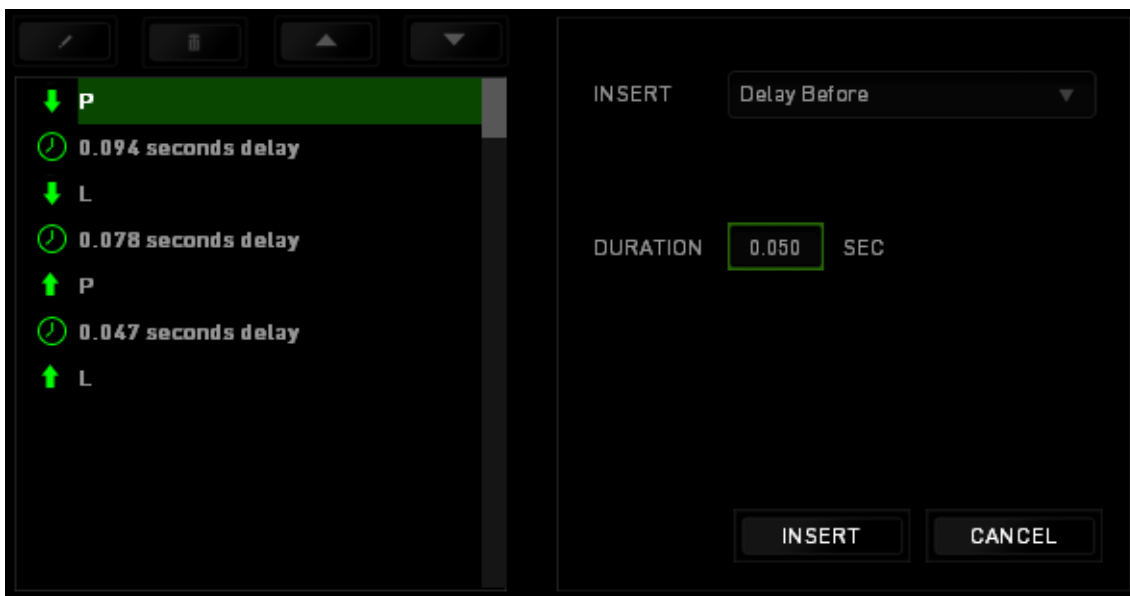 P
0.094 seconds delay
L
0.078 seconds delay
P
0.047 seconds delay
L
INSERT Delay Before
DURATION 0.050 SEC
INSERT CANCEL